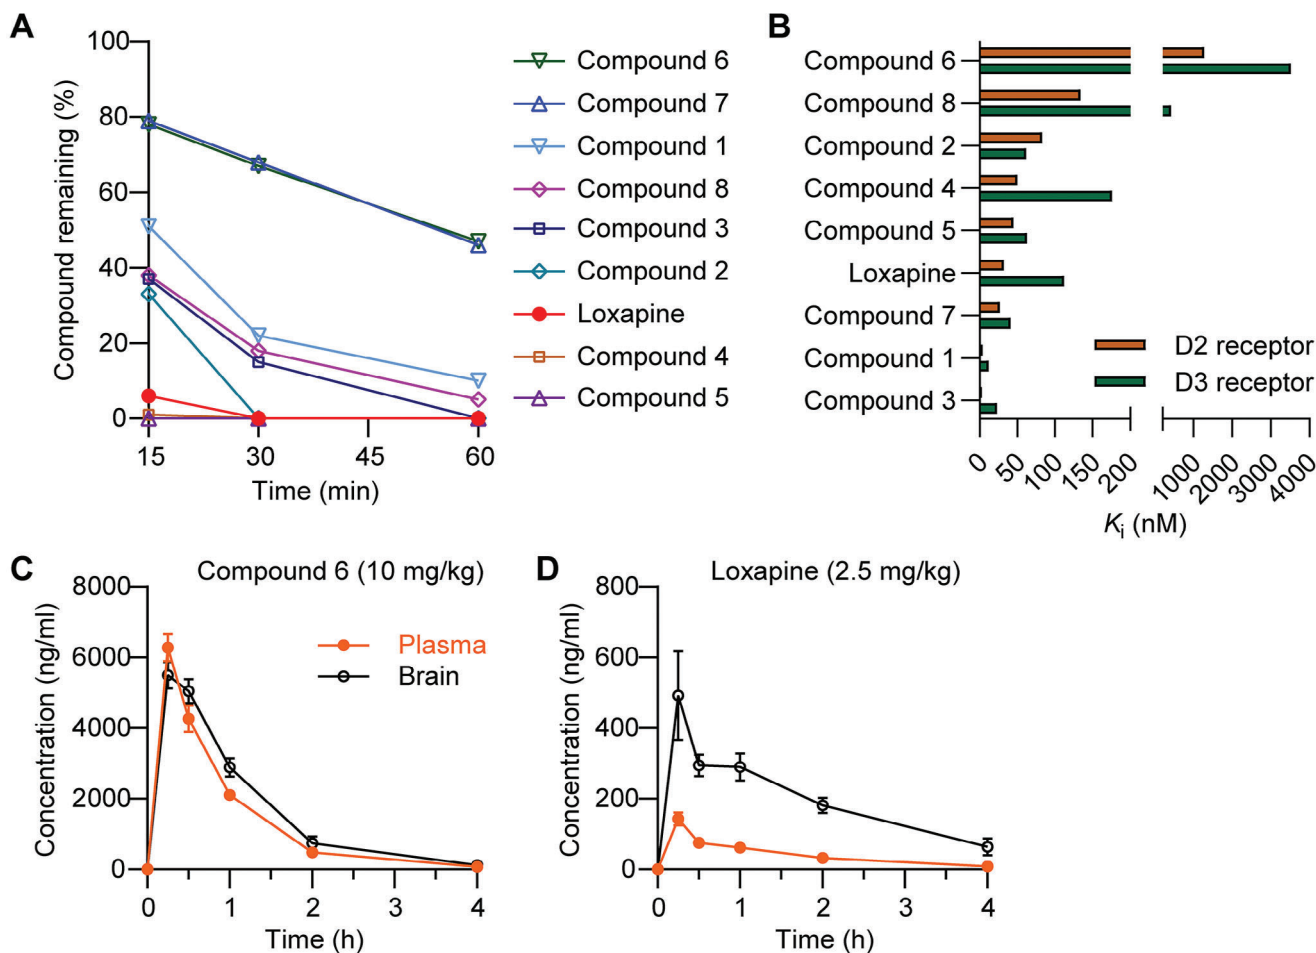 A
Compound remaining (%)
100
80
60
40
20
0
15
30
45
60
Time (min)
Compound 6
Compound 7
Compound 1
Compound 8
Compound 3
Compound 2
Loxapine
Compound 4
Compound 5
B
Compound 6
Compound 8
Compound 2
Compound 4
Compound 5
Loxapine
Compound 7
Compound 1
Compound 3
D2 receptor
D3 receptor
0
50
100
150
200
1000
2000
3000
4000
Ki (nM)
C
Compound 6 (10 mg/kg)
Concentration (ng/ml)
8000
6000
4000
2000
0
Plasma
Brain
0
1
2
3
4
Time (h)
D
Loxapine (2.5 mg/kg)
Concentration (ng/ml)
800
600
400
200
0
0
1
2
3
4
Time (h)